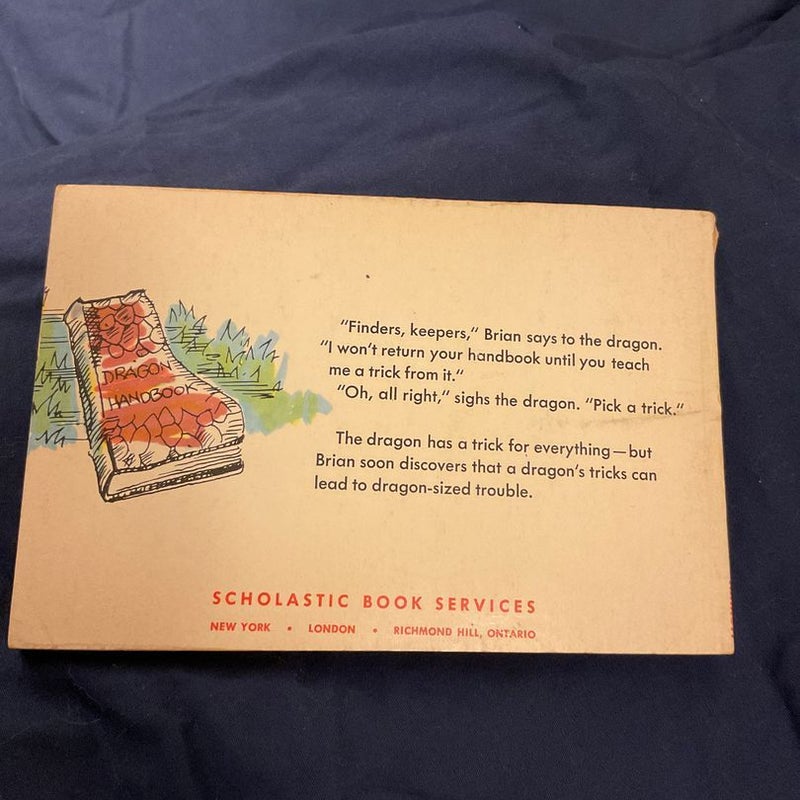 DRAGON
HANDBOOK
"Finders, keepers," Brian says to the dragon.
"I won't return your handbook until you teach
me a trick from it."
"Oh, all right," sighs the dragon. "Pick a trick."
The dragon has a trick for everything—but
Brian soon discovers that a dragon's tricks can
lead to dragon-sized trouble.
SCHOLASTIC BOOK SERVICES
NEW YORK • LONDON • RICHMOND HILL, ONTARIO